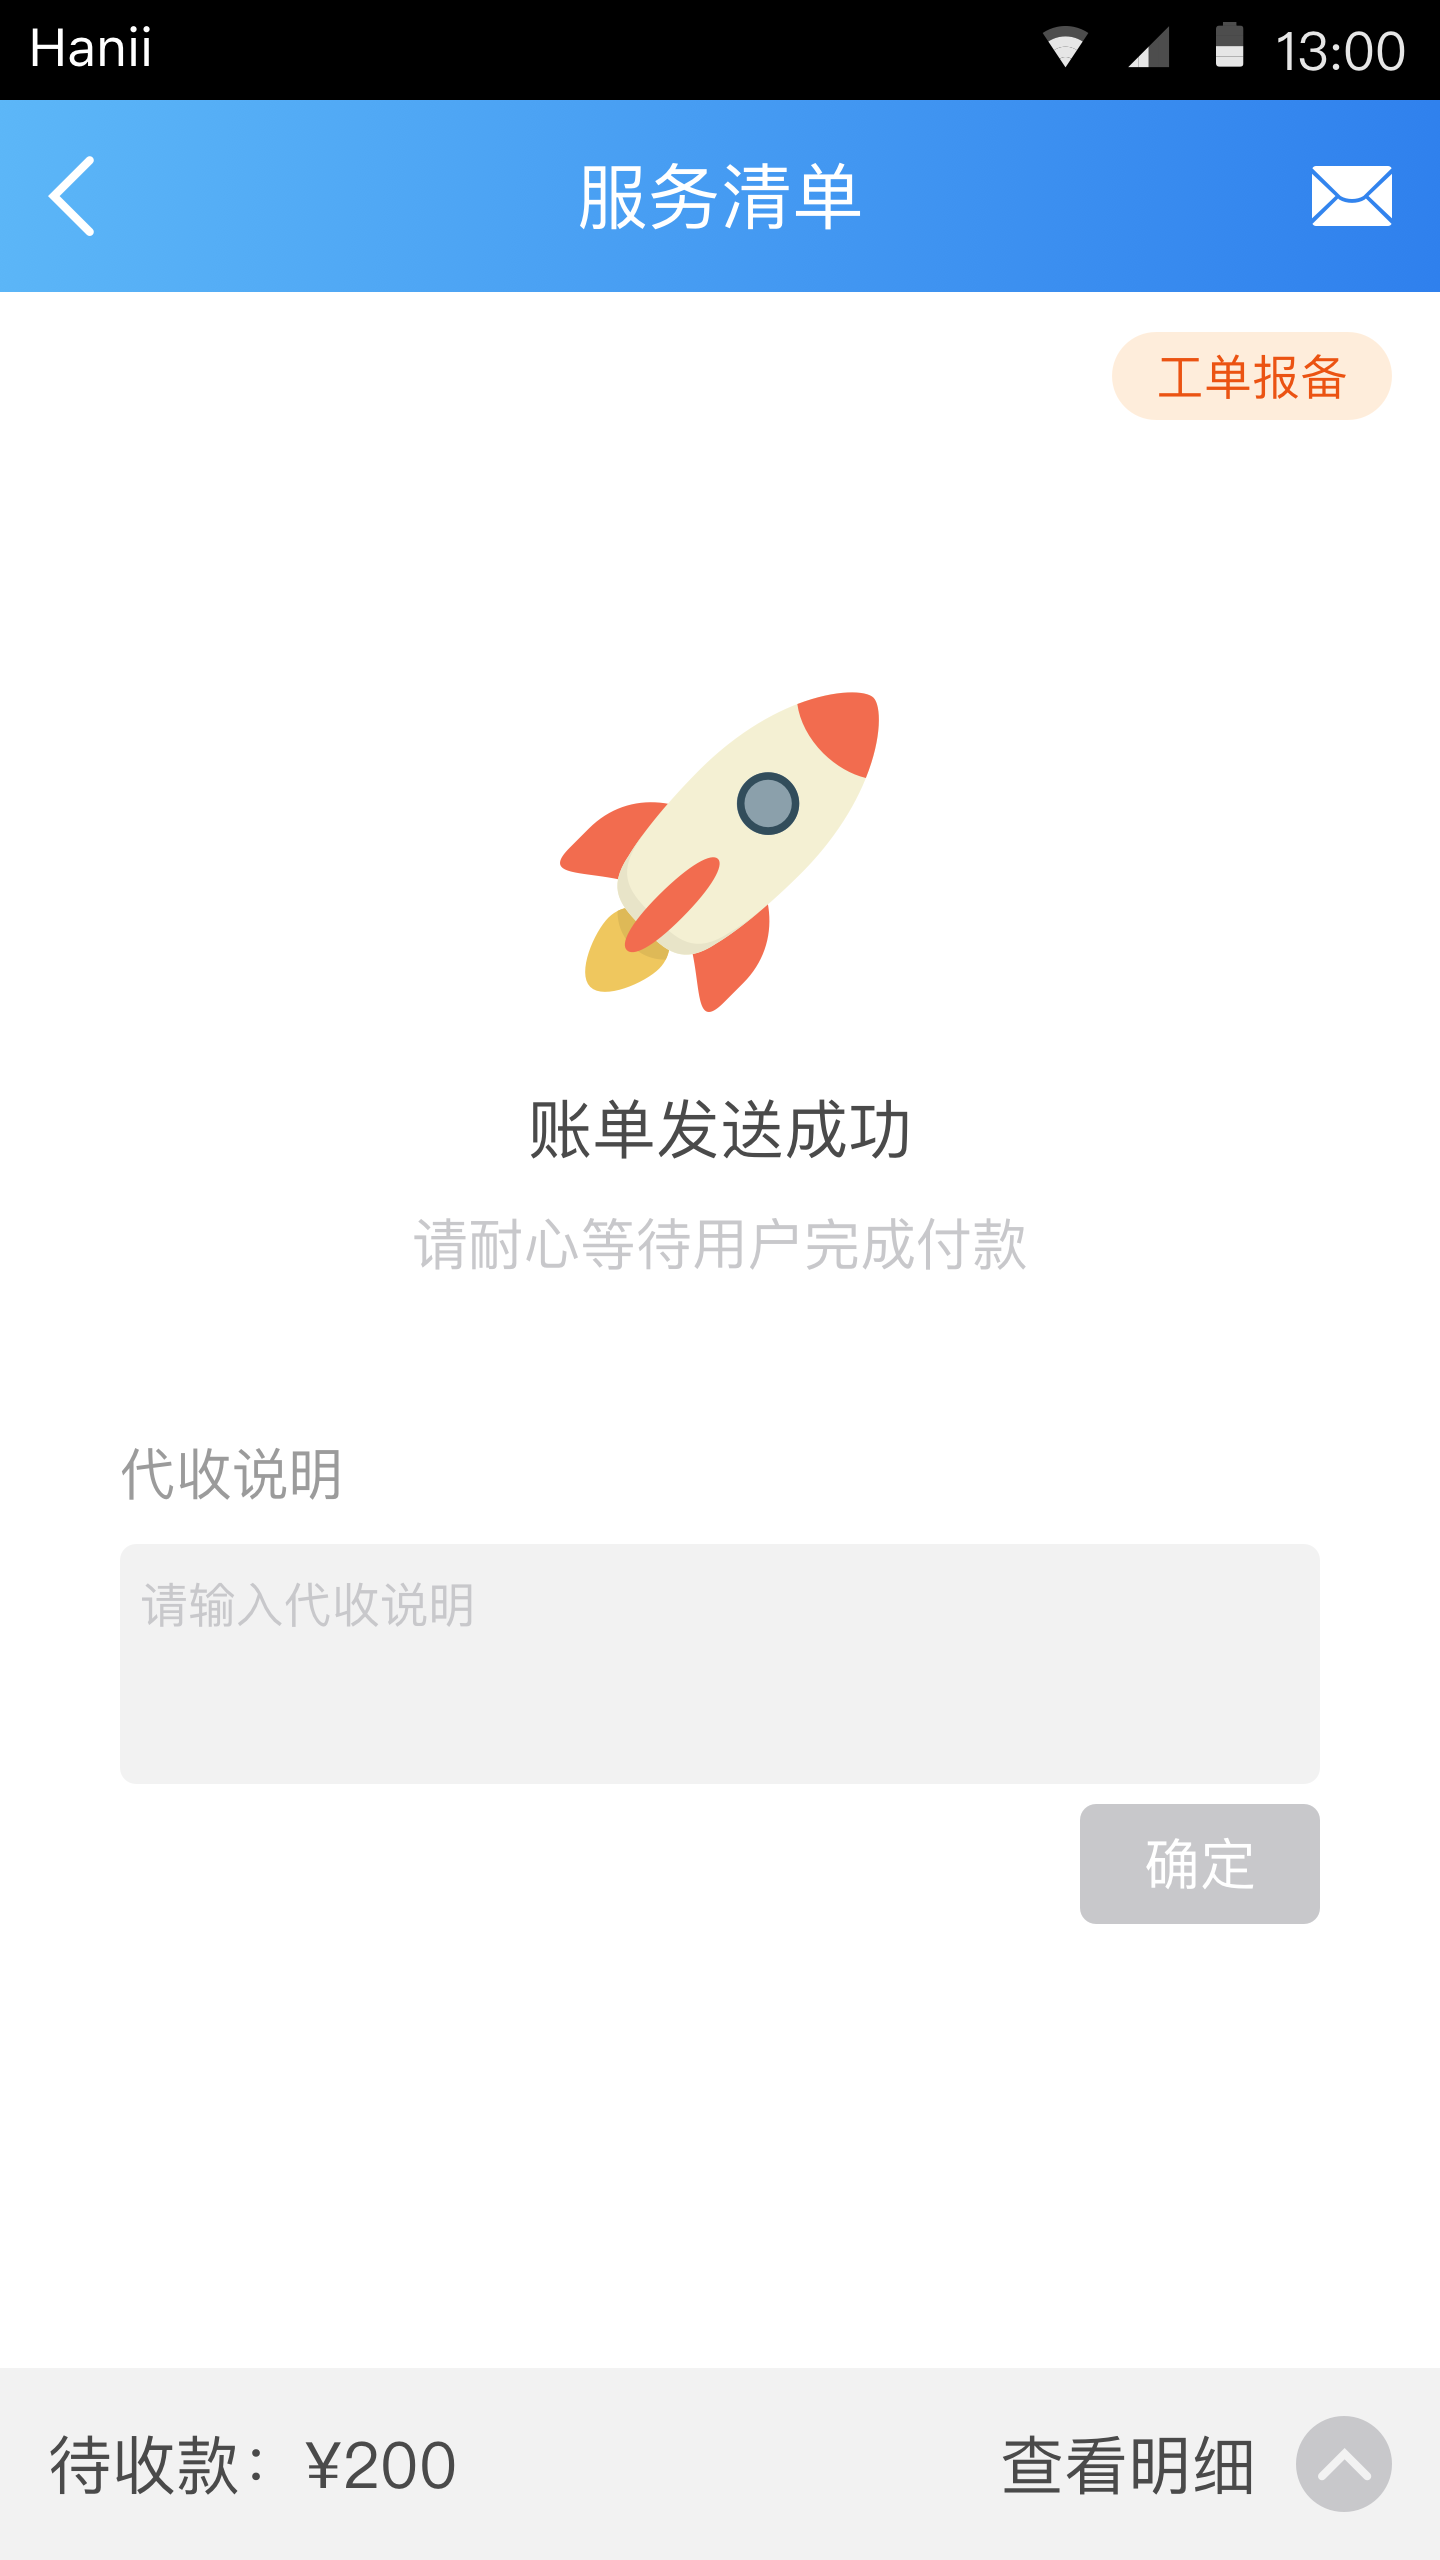 Hanii 13:00
服务清单
工单报备
账单发送成功
请耐心等待用户完成付款
代收说明
请输入代收说明
确定
待收款：¥200 查看明细